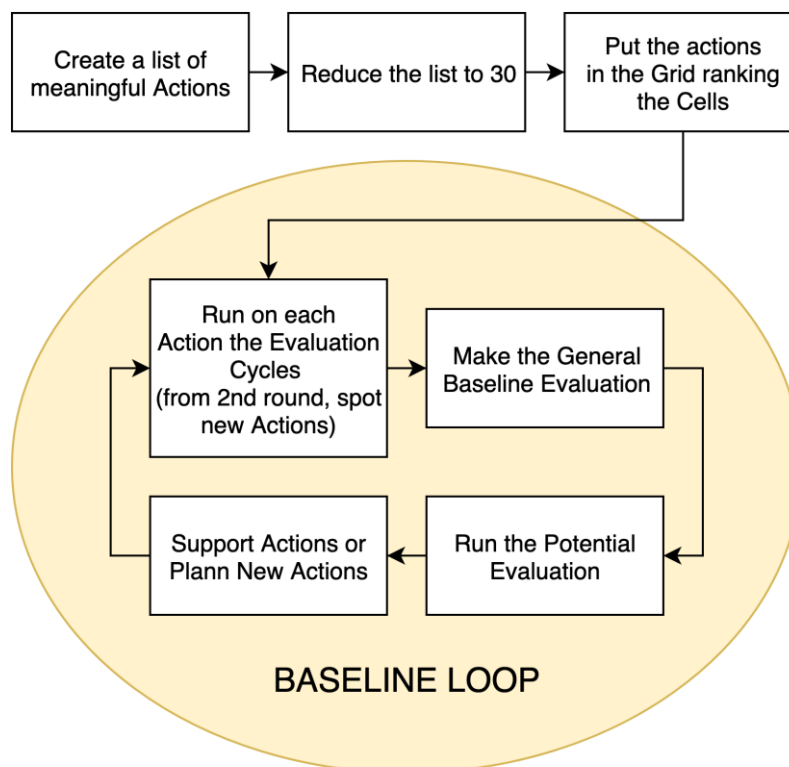 Create a list of
meaningful Actions
Reduce the list to 30
Put the actions
in the Grid ranking
the Cells
Run on each
Action the Evaluation
Cycles
(from 2nd round, spot
new Actions)
Make the General
Baseline Evaluation
Support Actions or
Plann New Actions
Run the Potential
Evaluation
BASELINE LOOP